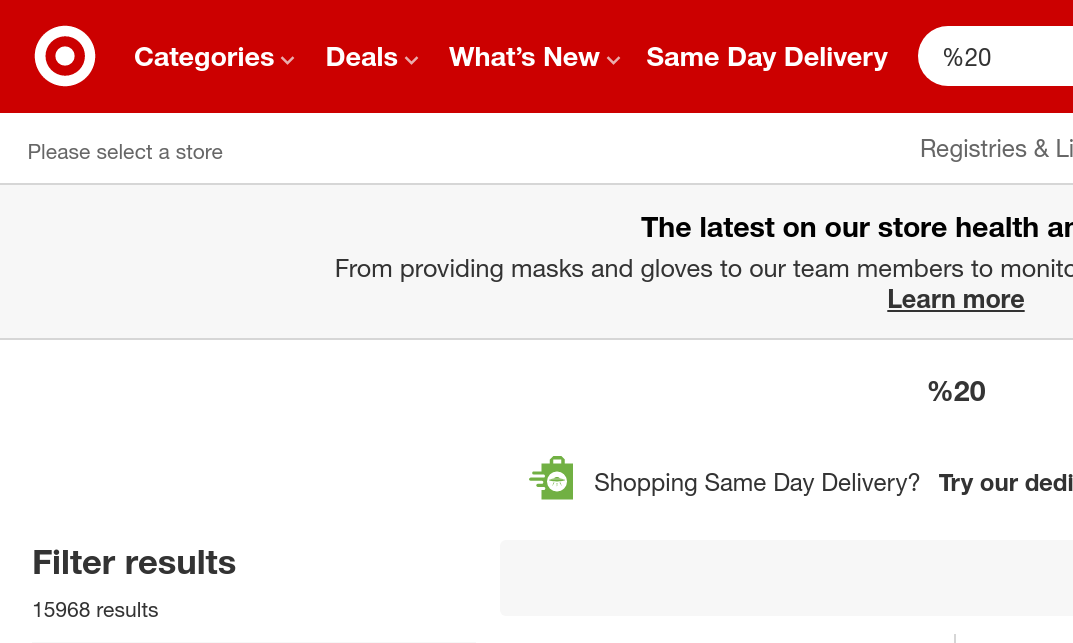 Categories Deals What's New Same Day Delivery %20
Please select a store Registries & Li
The latest on our store health an
From providing masks and gloves to our team members to monito
Learn more
%20
Shopping Same Day Delivery? Try our dedi
Filter results
15968 results